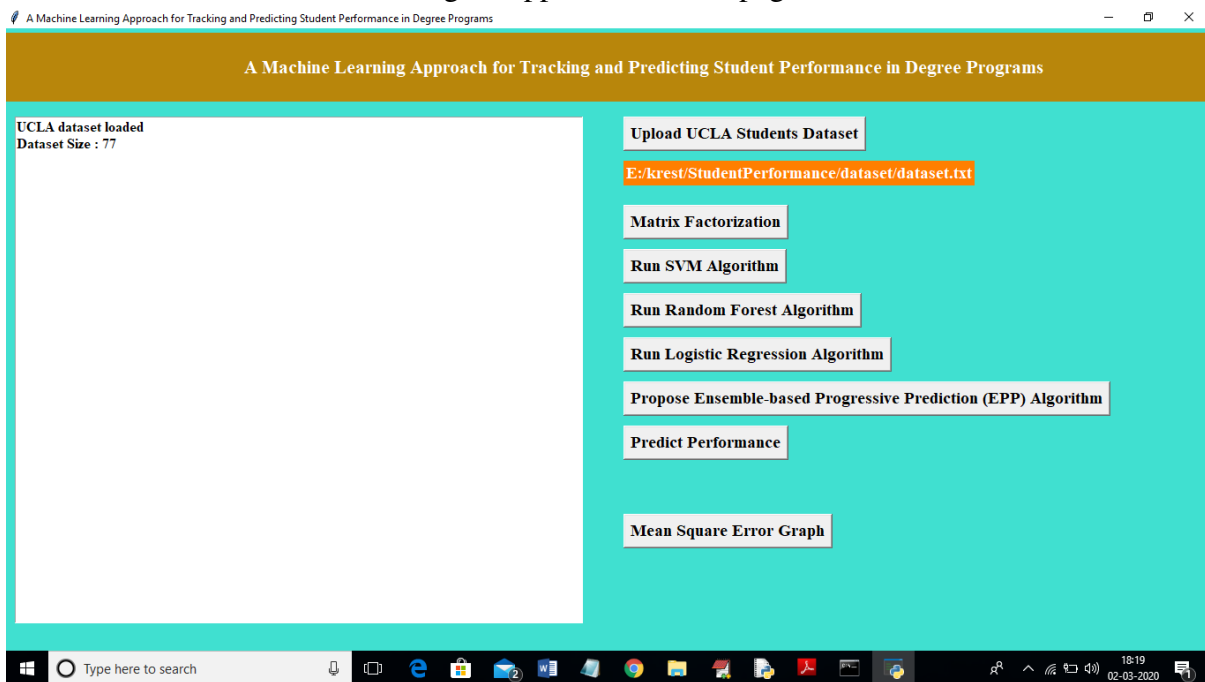 A Machine Learning Approach for Tracking and Predicting Student Performance in Degree Programs
A Machine Learning Approach for Tracking and Predicting Student Performance in Degree Programs
UCLA dataset loaded
Dataset Size : 77
Upload UCLA Students Dataset
E:/krest/StudentPerformance/dataset/dataset.txt
Matrix Factorization
Run SVM Algorithm
Run Random Forest Algorithm
Run Logistic Regression Algorithm
Propose Ensemble-based Progressive Prediction (EPP) Algorithm
Predict Performance
Mean Square Error Graph
Type here to search
2
18:19
02-03-2020
1